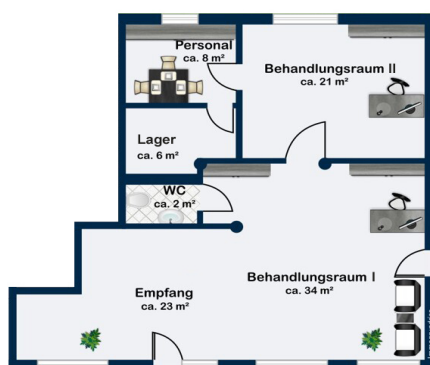 Personal
ca. 8 m²
Behandlungsraum II
ca. 21 m²
Lager
ca. 6 m²
WC
ca. 2 m²
Behandlungsraum I
ca. 34 m²
Empfang
ca. 23 m²